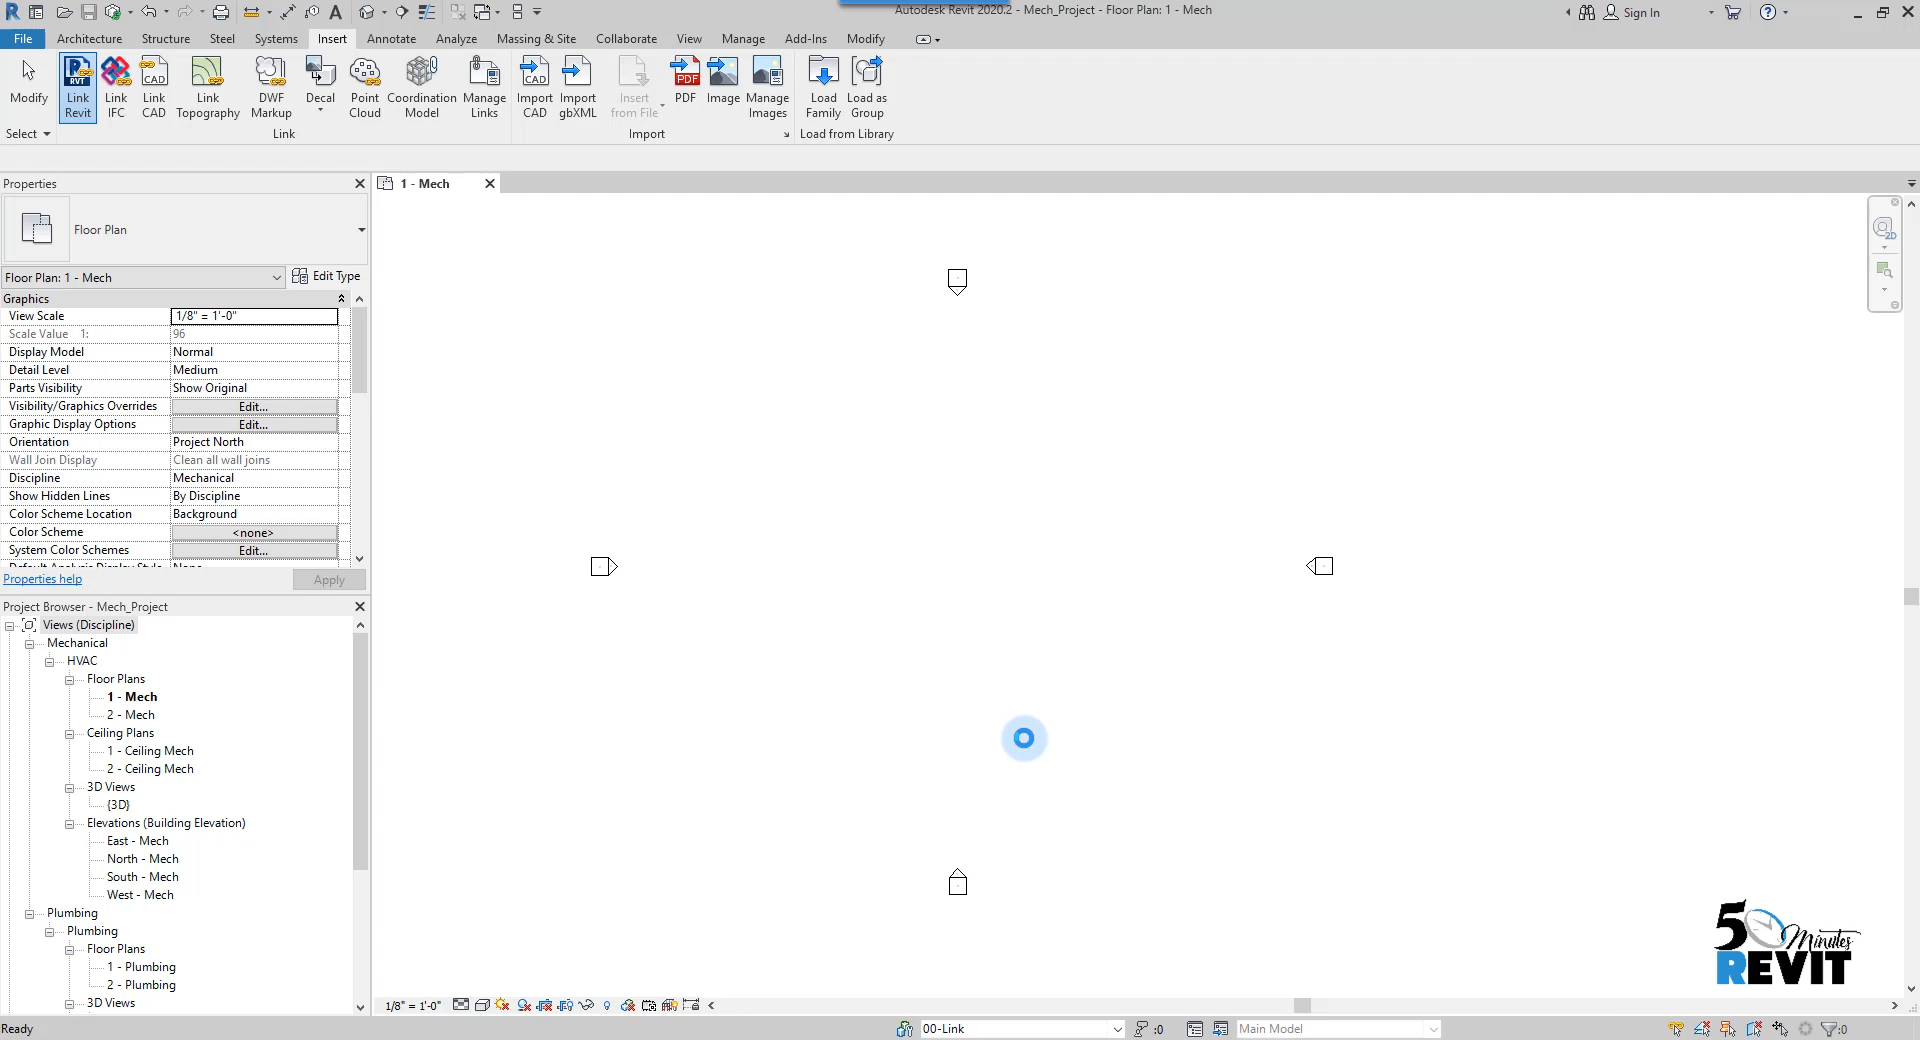 Autodesk Revit 2020.2 - Mech_Project - Floor Plan: 1 - Mech
Sign In
File Architecture Structure Steel Systems Insert Annotate Analyze Massing & Site Collaborate View Manage Add-Ins Modify
Modify
Link Revit
Link IFC
Link CAD
Link Topography
DWF Markup
Decal
Point Cloud
Coordination Model
Manage Links
Import CAD
Import gbXML
Insert from File
PDF
Image
Manage Images
Load Family
Load as Group
Select
Link
Import
Load from Library
Properties
1 - Mech
Floor Plan
Floor Plan: 1 - Mech
Edit Type
Graphics
View Scale 1/8" = 1'-0"
Scale Value 1: 96
Display Model Normal
Detail Level Medium
Parts Visibility Show Original
Visibility/Graphics Overrides Edit...
Graphic Display Options Edit...
Orientation Project North
Wall Join Display Clean all wall joins
Discipline Mechanical
Show Hidden Lines By Discipline
Color Scheme Location Background
Color Scheme <none>
System Color Schemes Edit...
Default Analysis Display Style None
Properties help
Apply
Project Browser - Mech_Project
Views (Discipline)
Mechanical
HVAC
Floor Plans
1 - Mech
2 - Mech
Ceiling Plans
1 - Ceiling Mech
2 - Ceiling Mech
3D Views
{3D}
Elevations (Building Elevation)
East - Mech
North - Mech
South - Mech
West - Mech
Plumbing
Plumbing
Floor Plans
1 - Plumbing
2 - Plumbing
3D Views
5 Minutes
REVIT
1/8" = 1'-0"
Ready
00-Link
:0
Main Model
:0